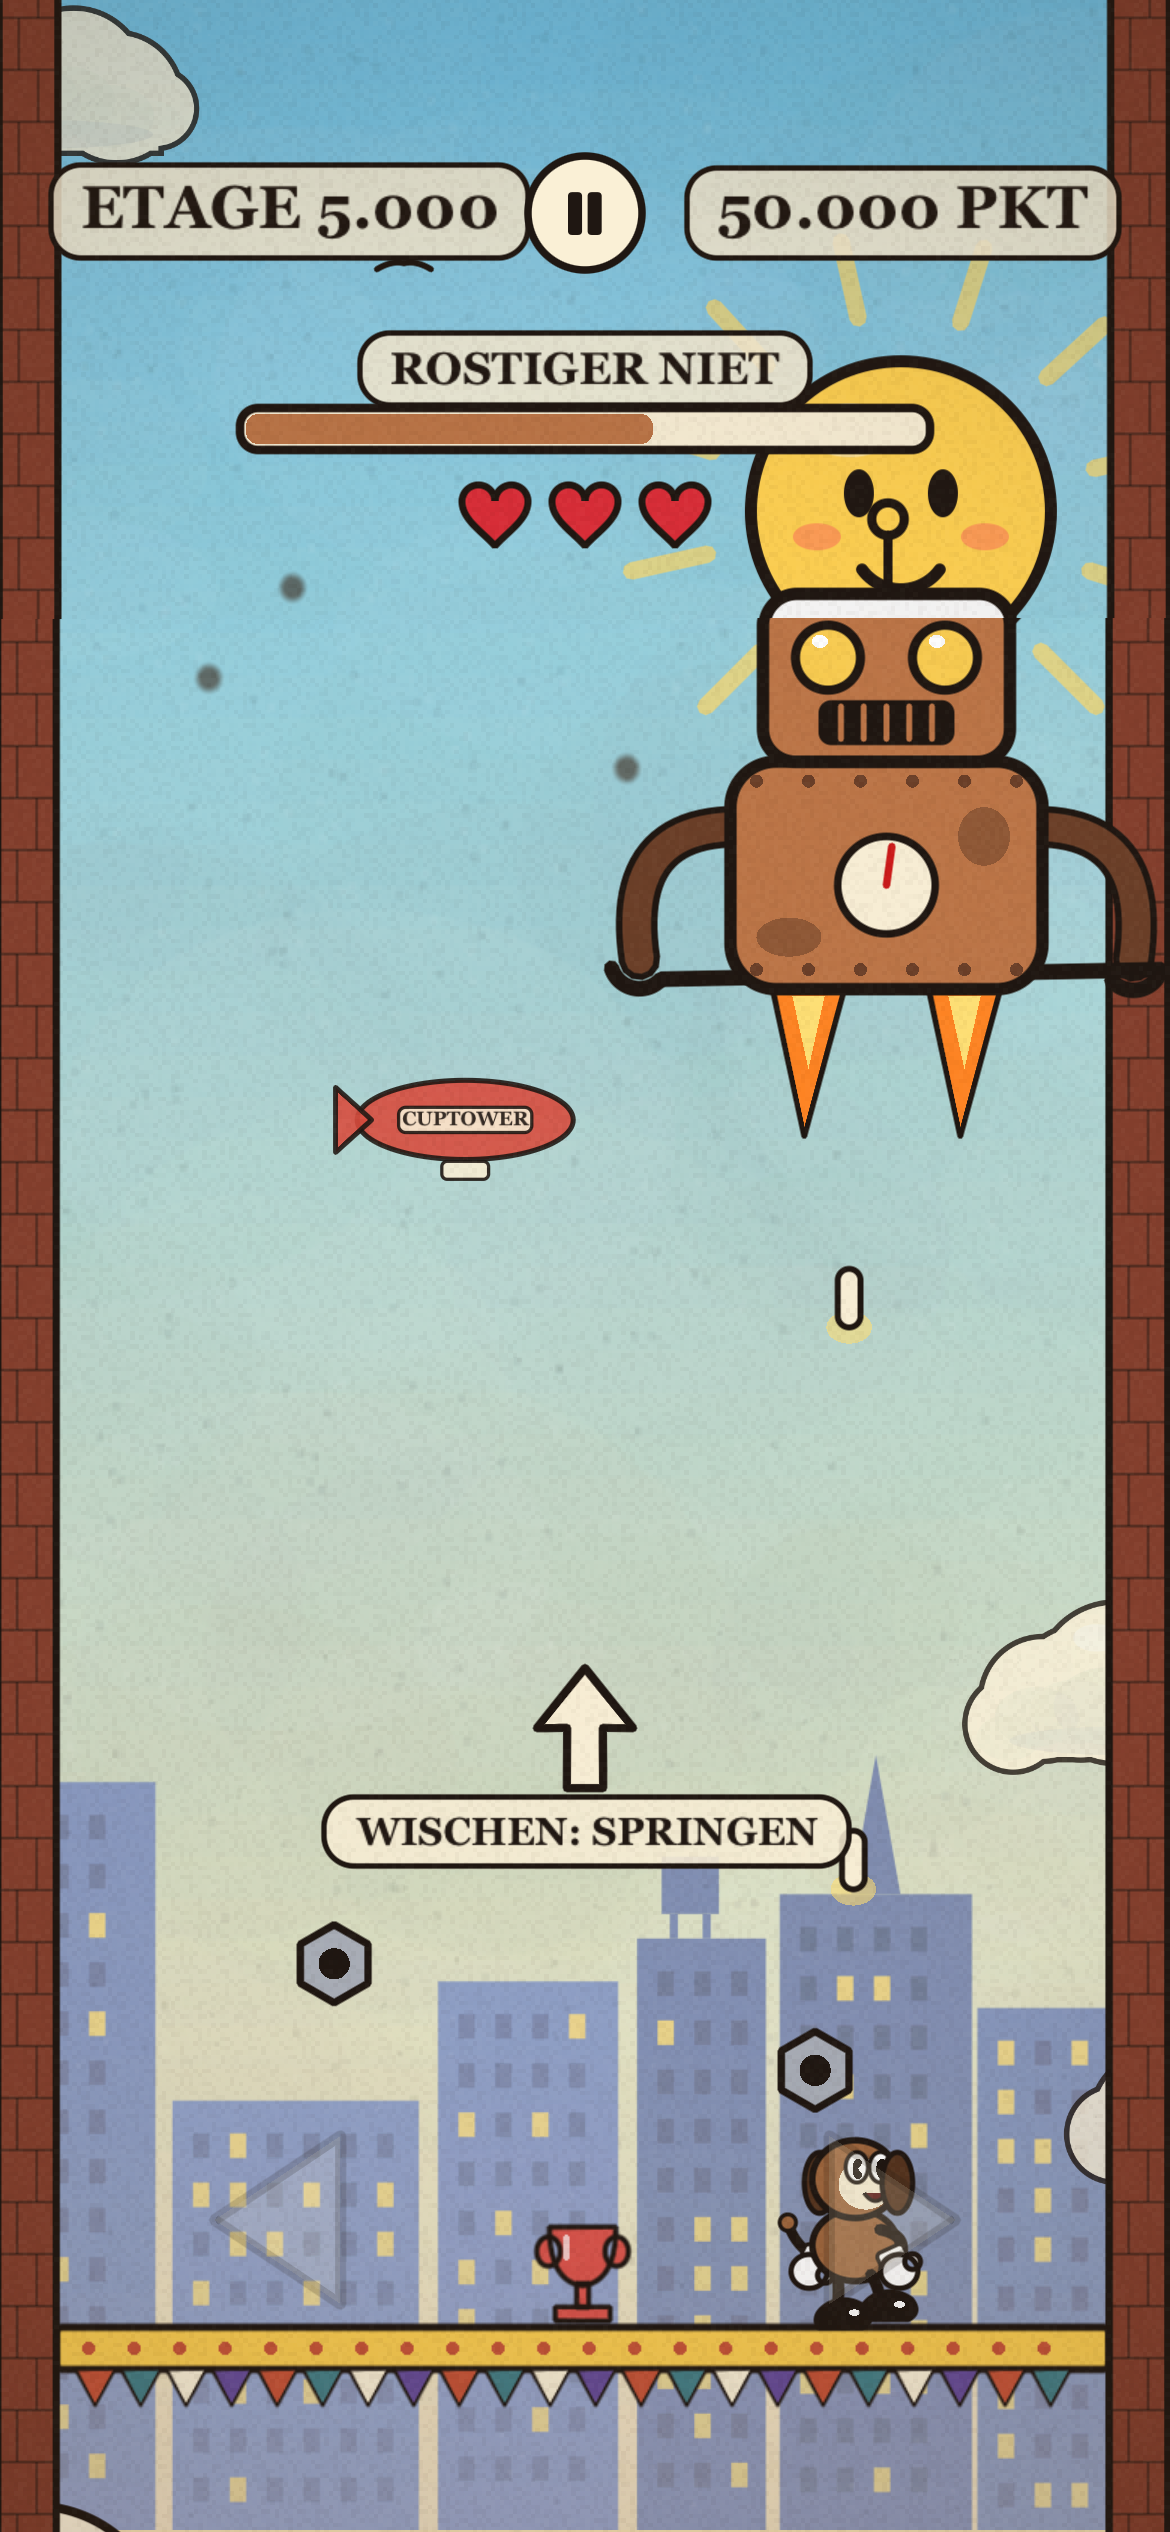 ETAGE 5.000
50.000 PKT
ROSTIGER NIET
CUPTOWER
WISCHEN: SPRINGEN